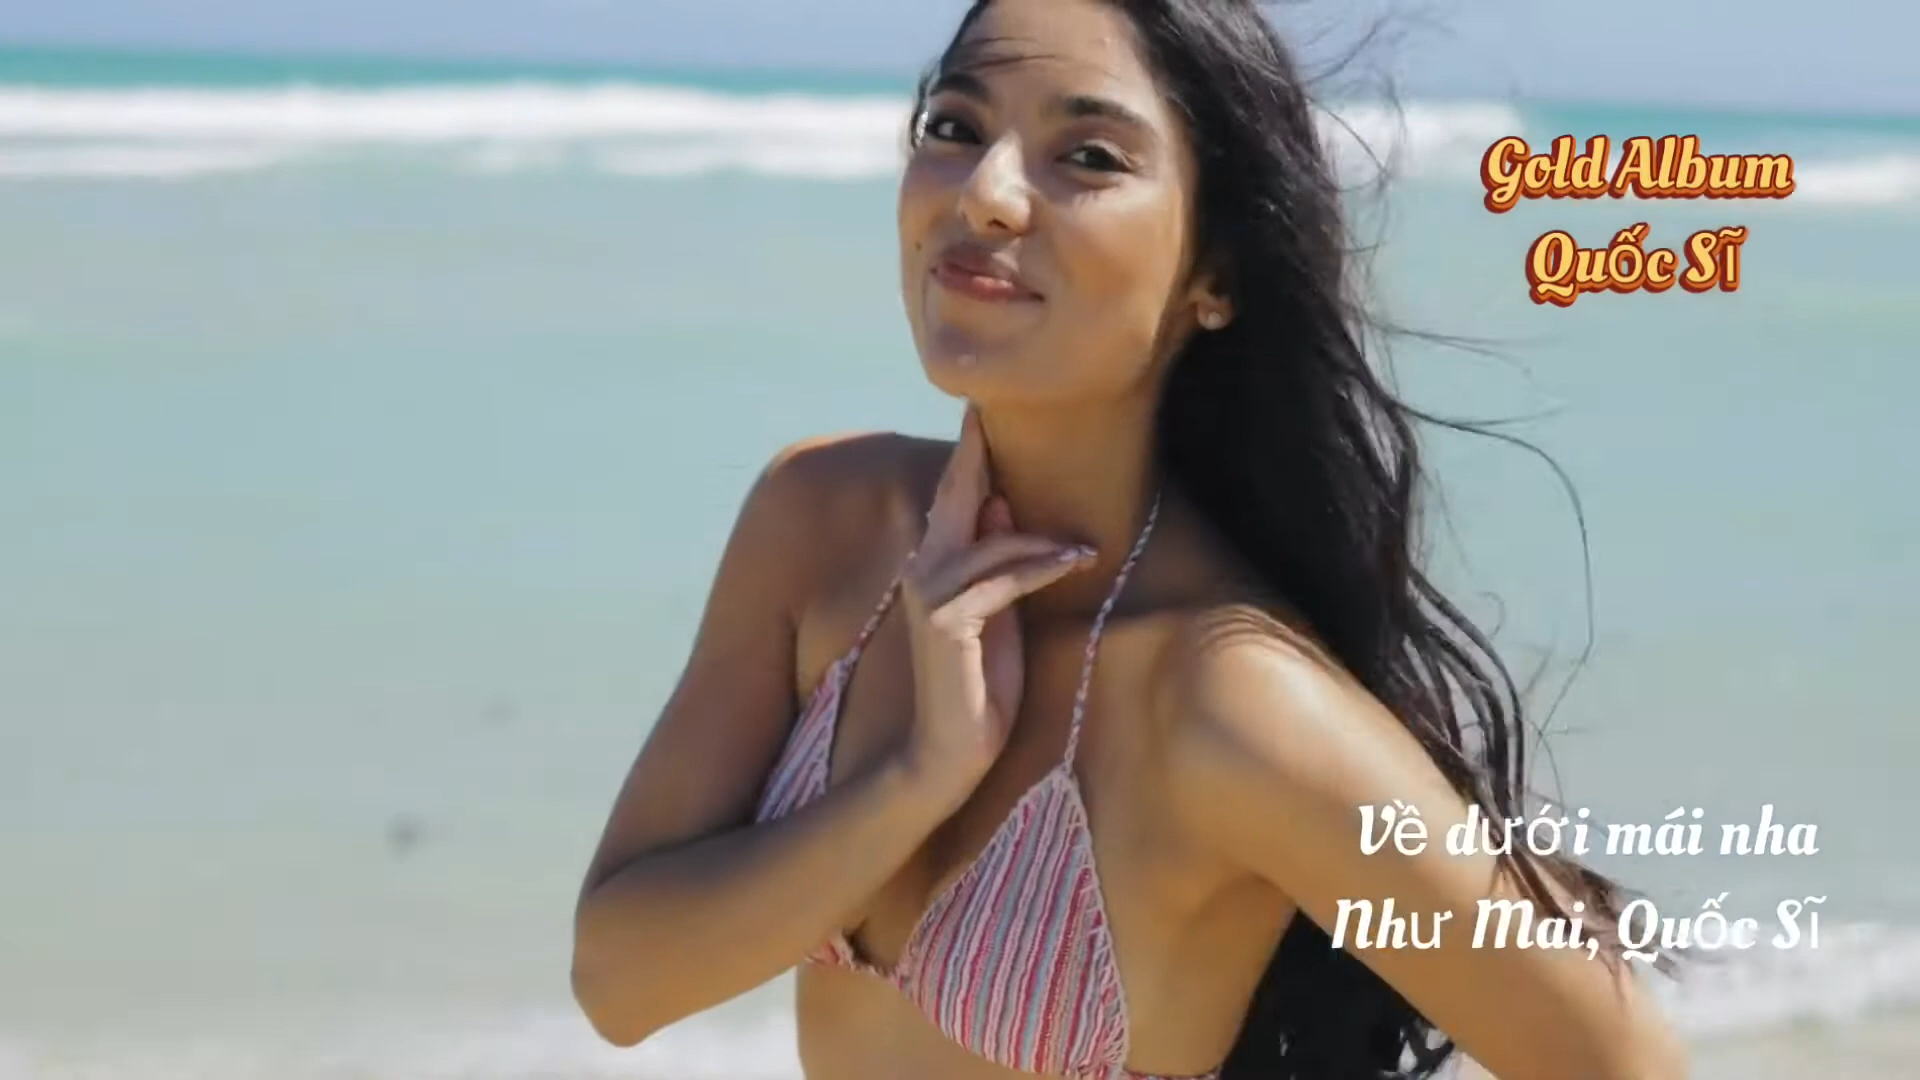 Gold Album
Quốc Sĩ
Về dưới mái nha
Như Mai, Quốc Sĩ